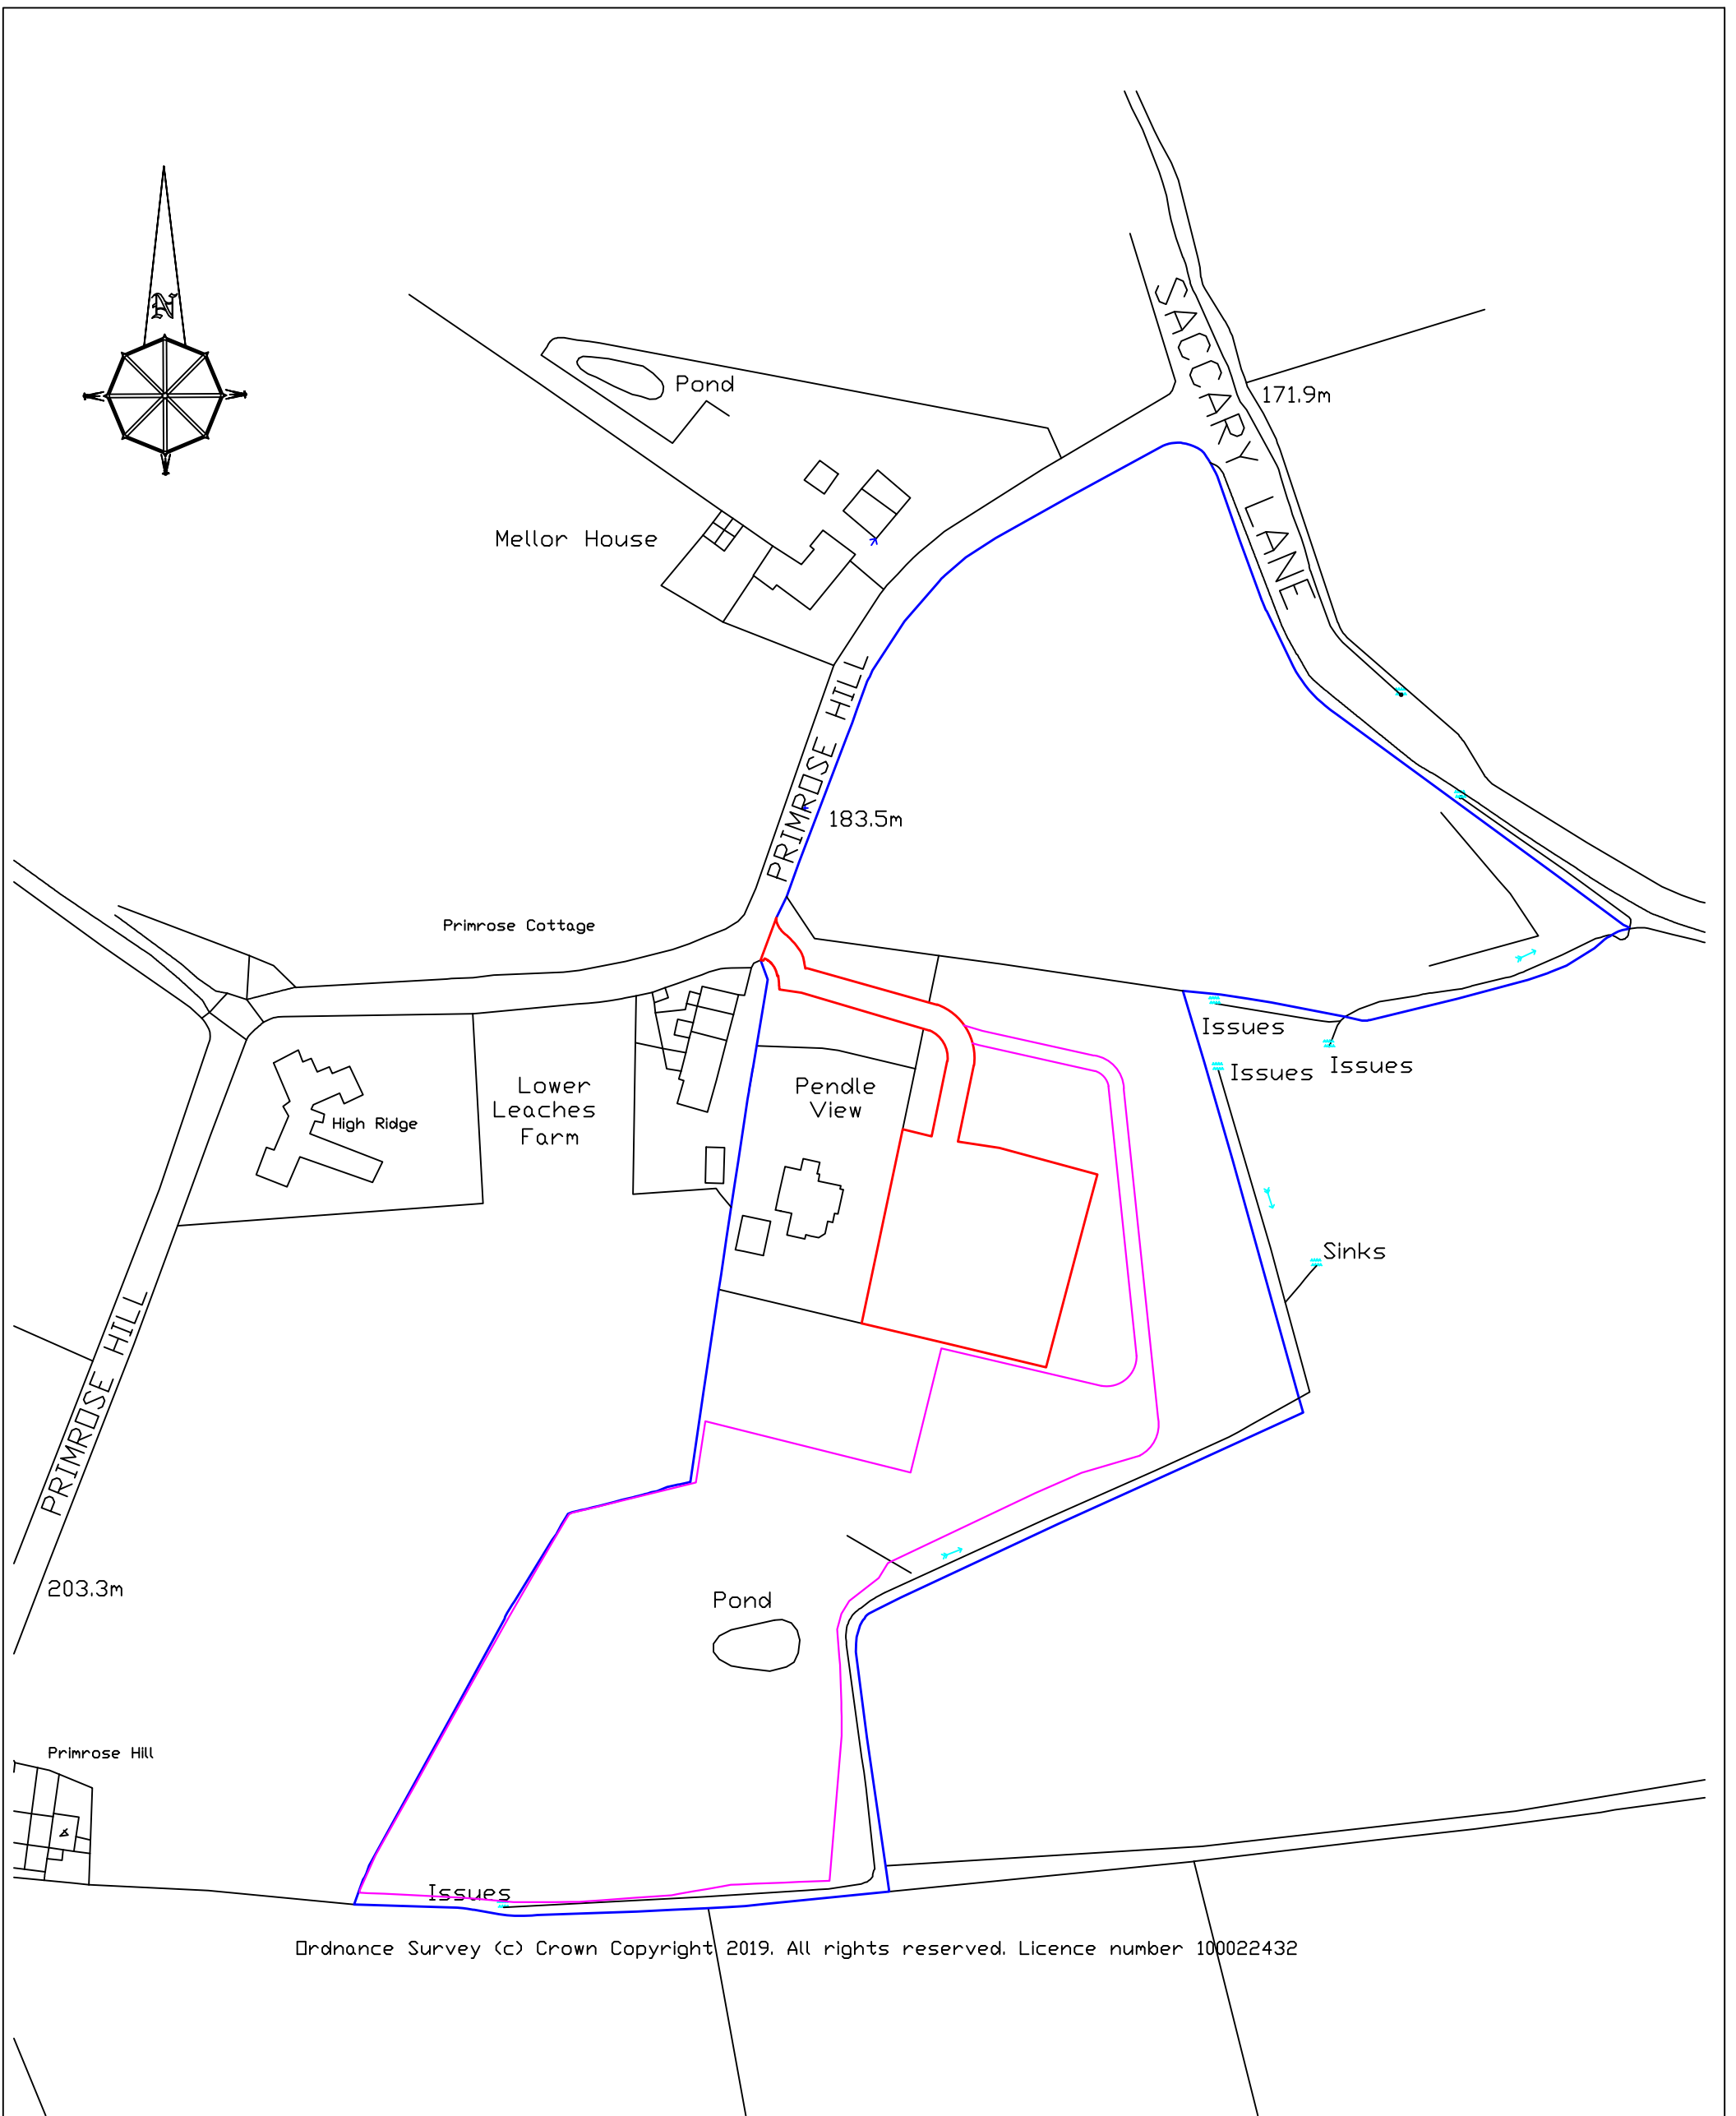 N
SACCARY LANE
Pond
171.9m
Mellor House
PRIMROSE HILL
183.5m
Primrose Cottage
Issues
Issues
Issues
Lower
Leaches
Farm
Pendle
View
High Ridge
Sinks
PRIMROSE HILL
203.3m
Pond
Primrose Hill
Issues
Ordnance Survey (c) Crown Copyright 2019. All rights reserved. Licence number 100022432